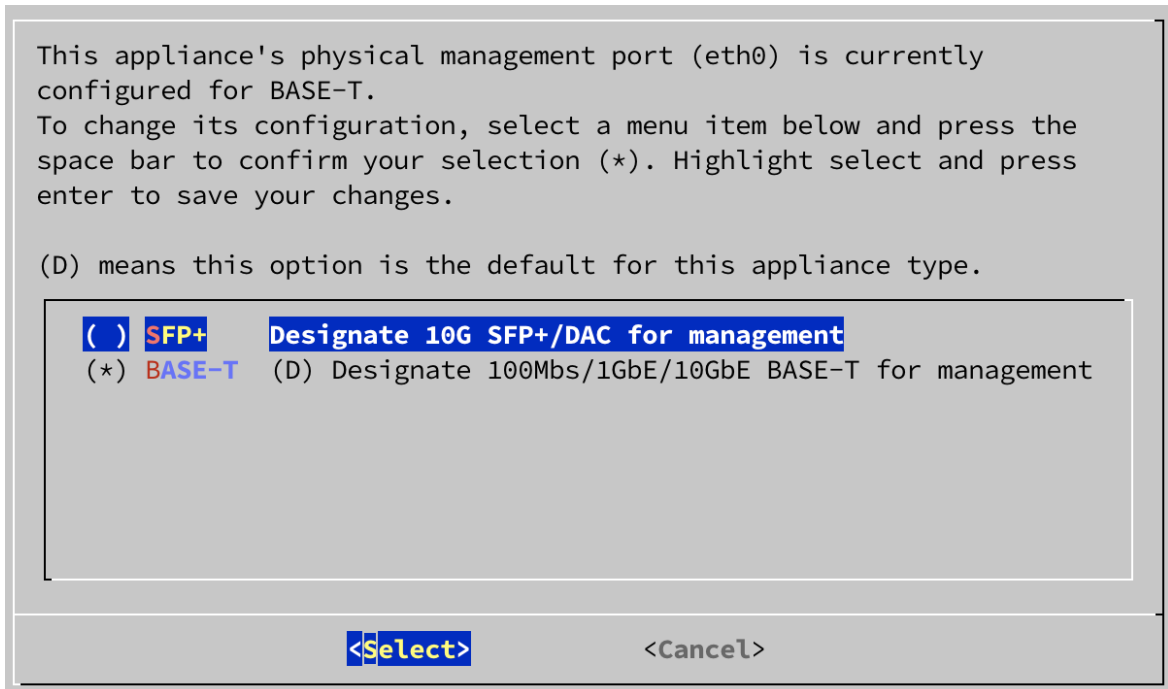 This appliance's physical management port (eth0) is currently
configured for BASE-T.
To change its configuration, select a menu item below and press the
space bar to confirm your selection (*). Highlight select and press
enter to save your changes.
(D) means this option is the default for this appliance type.
( ) SFP+ Designate 10G SFP+/DAC for management
(*) BASE-T (D) Designate 100Mbs/1GbE/10GbE BASE-T for management
<Select> <Cancel>